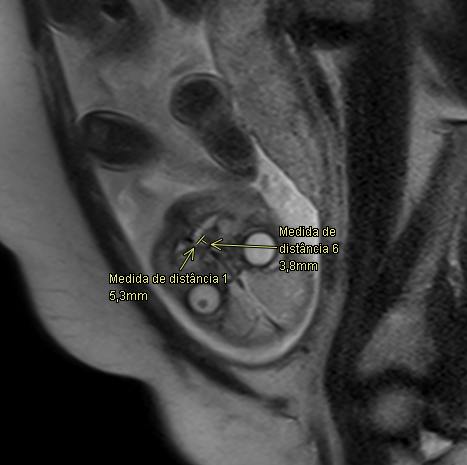 Medida de
distância 6
3,8mm
Medida de distância 1
5,3mm